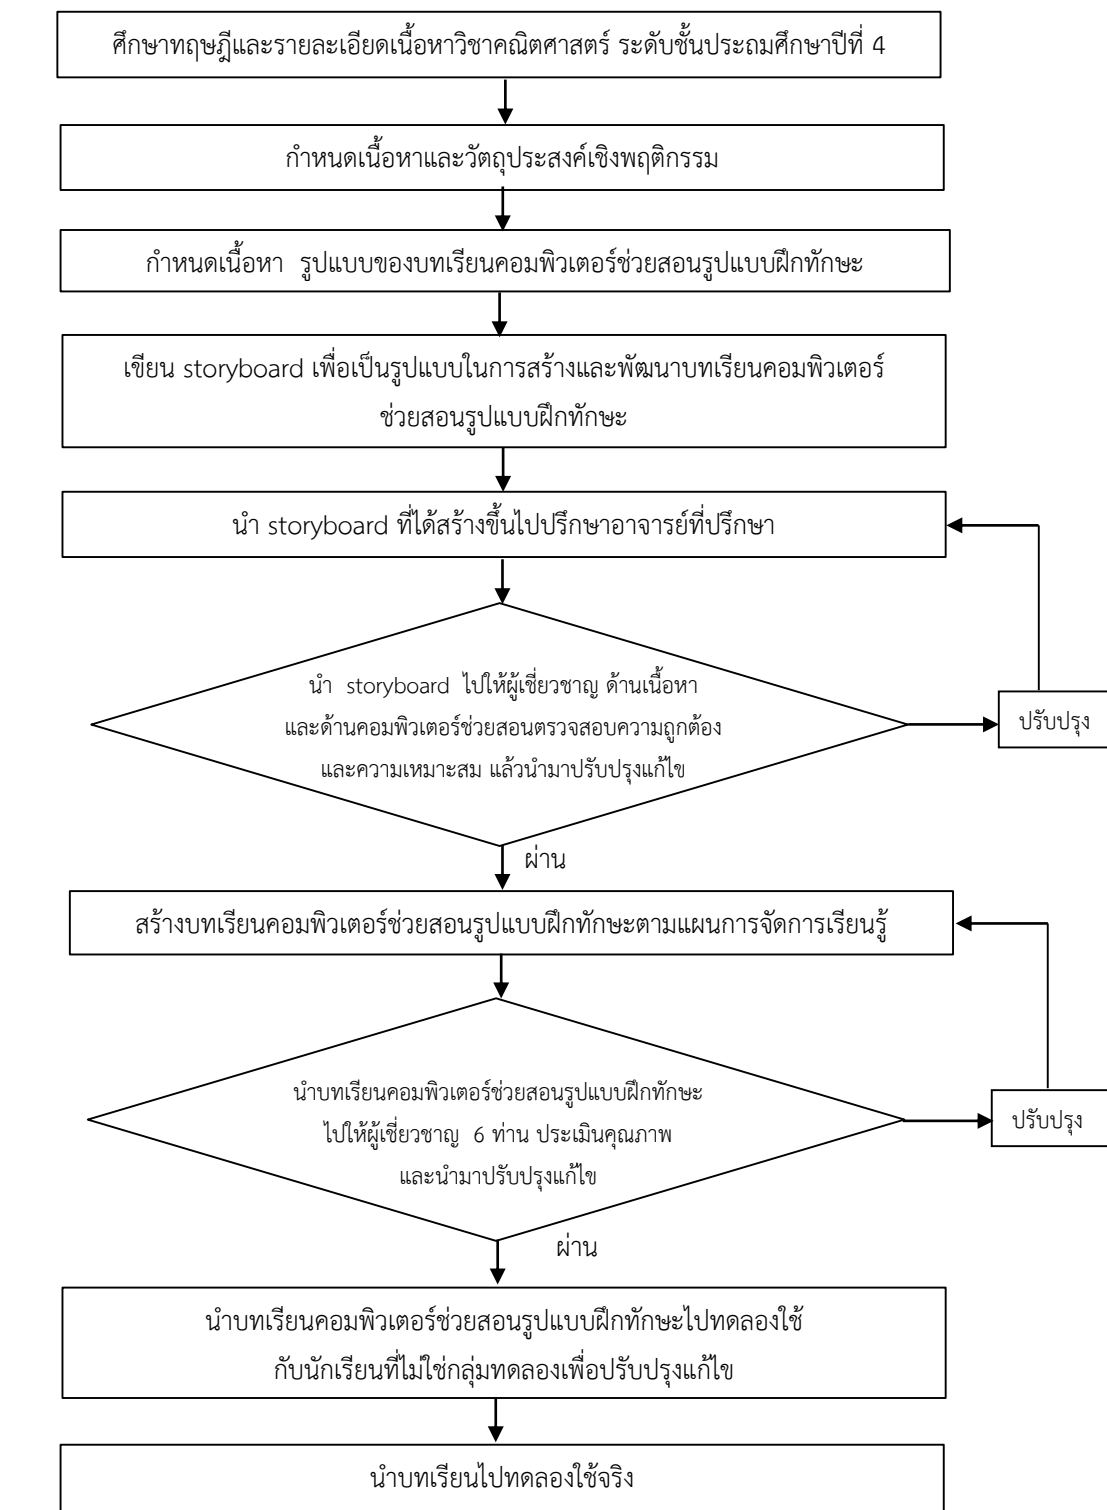 ศึกษาทฤษฎีและรายละเอียดเนื้อหาวิชาคณิตศาสตร์ ระดับชั้นประถมศึกษาปีที่ 4
กำหนดเนื้อหาและวัตถุประสงค์เชิงพฤติกรรม
กำหนดเนื้อหา รูปแบบของบทเรียนคอมพิวเตอร์ช่วยสอนรูปแบบฝึกทักษะ
เขียน storyboard เพื่อเป็นรูปแบบในการสร้างและพัฒนาบทเรียนคอมพิวเตอร์
ช่วยสอนรูปแบบฝึกทักษะ
นำ storyboard ที่ได้สร้างขึ้นไปปรึกษาอาจารย์ที่ปรึกษา
นำ storyboard ไปให้ผู้เชี่ยวชาญ ด้านเนื้อหา
และด้านคอมพิวเตอร์ช่วยสอนตรวจสอบความถูกต้อง
และความเหมาะสม แล้วนำมาปรับปรุงแก้ไข
ปรับปรุง
ผ่าน
สร้างบทเรียนคอมพิวเตอร์ช่วยสอนรูปแบบฝึกทักษะตามแผนการจัดการเรียนรู้
นำบทเรียนคอมพิวเตอร์ช่วยสอนรูปแบบฝึกทักษะ
ไปให้ผู้เชี่ยวชาญ 6 ท่าน ประเมินคุณภาพ
และนำมาปรับปรุงแก้ไข
ปรับปรุง
ผ่าน
นำบทเรียนคอมพิวเตอร์ช่วยสอนรูปแบบฝึกทักษะไปทดลองใช้
กับนักเรียนที่ไม่ใช่กลุ่มทดลองเพื่อปรับปรุงแก้ไข
นำบทเรียนไปทดลองใช้จริง